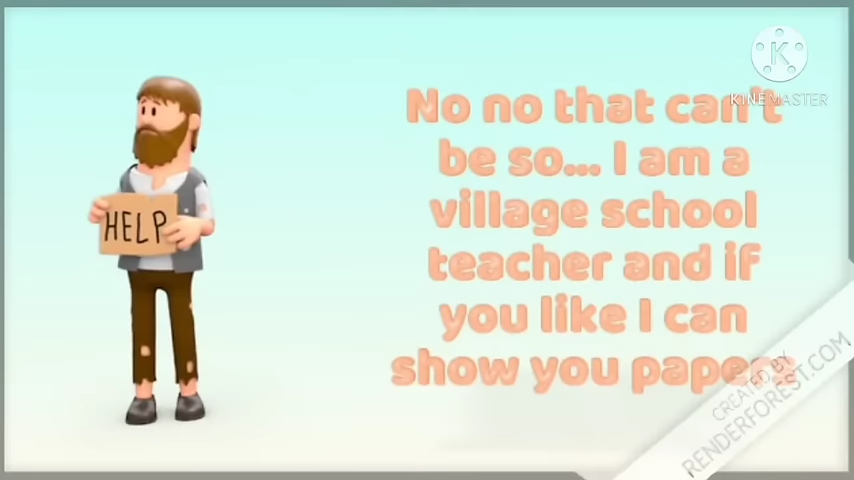 KINEMASTER
No no that can't
be so... I am a
village school
teacher and if
you like I can
show you papers
HELP
CREATED BY
RENDERFOREST.COM